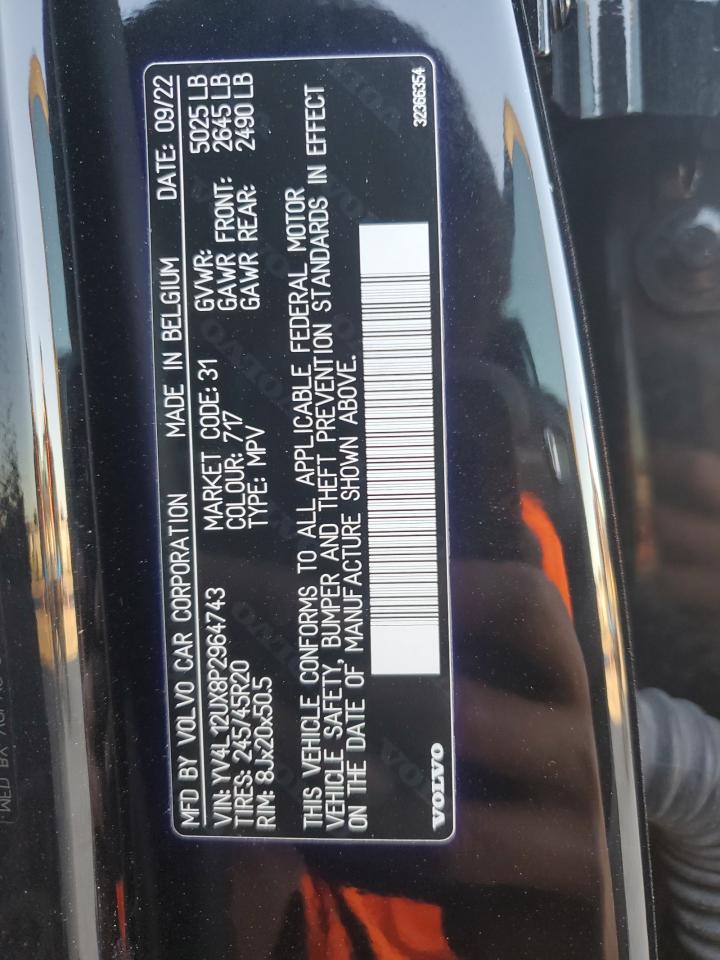 MFD BY VOLVO CAR CORPORATION MADE IN BELGIUM DATE: 09/22
VIN: YV4L12UX8P2964743 MARKET CODE: 31 GVWR: 5025 LB
TIRES: 245/45R20 COLOUR: 717 GAWR FRONT: 2645 LB
RIM: 8Jx20x50.5 TYPE: MPV GAWR REAR: 2490 LB
THIS VEHICLE CONFORMS TO ALL APPLICABLE FEDERAL MOTOR
VEHICLE SAFETY, BUMPER AND THEFT PREVENTION STANDARDS IN EFFECT
ON THE DATE OF MANUFACTURE SHOWN ABOVE.
VOLVO
32366354